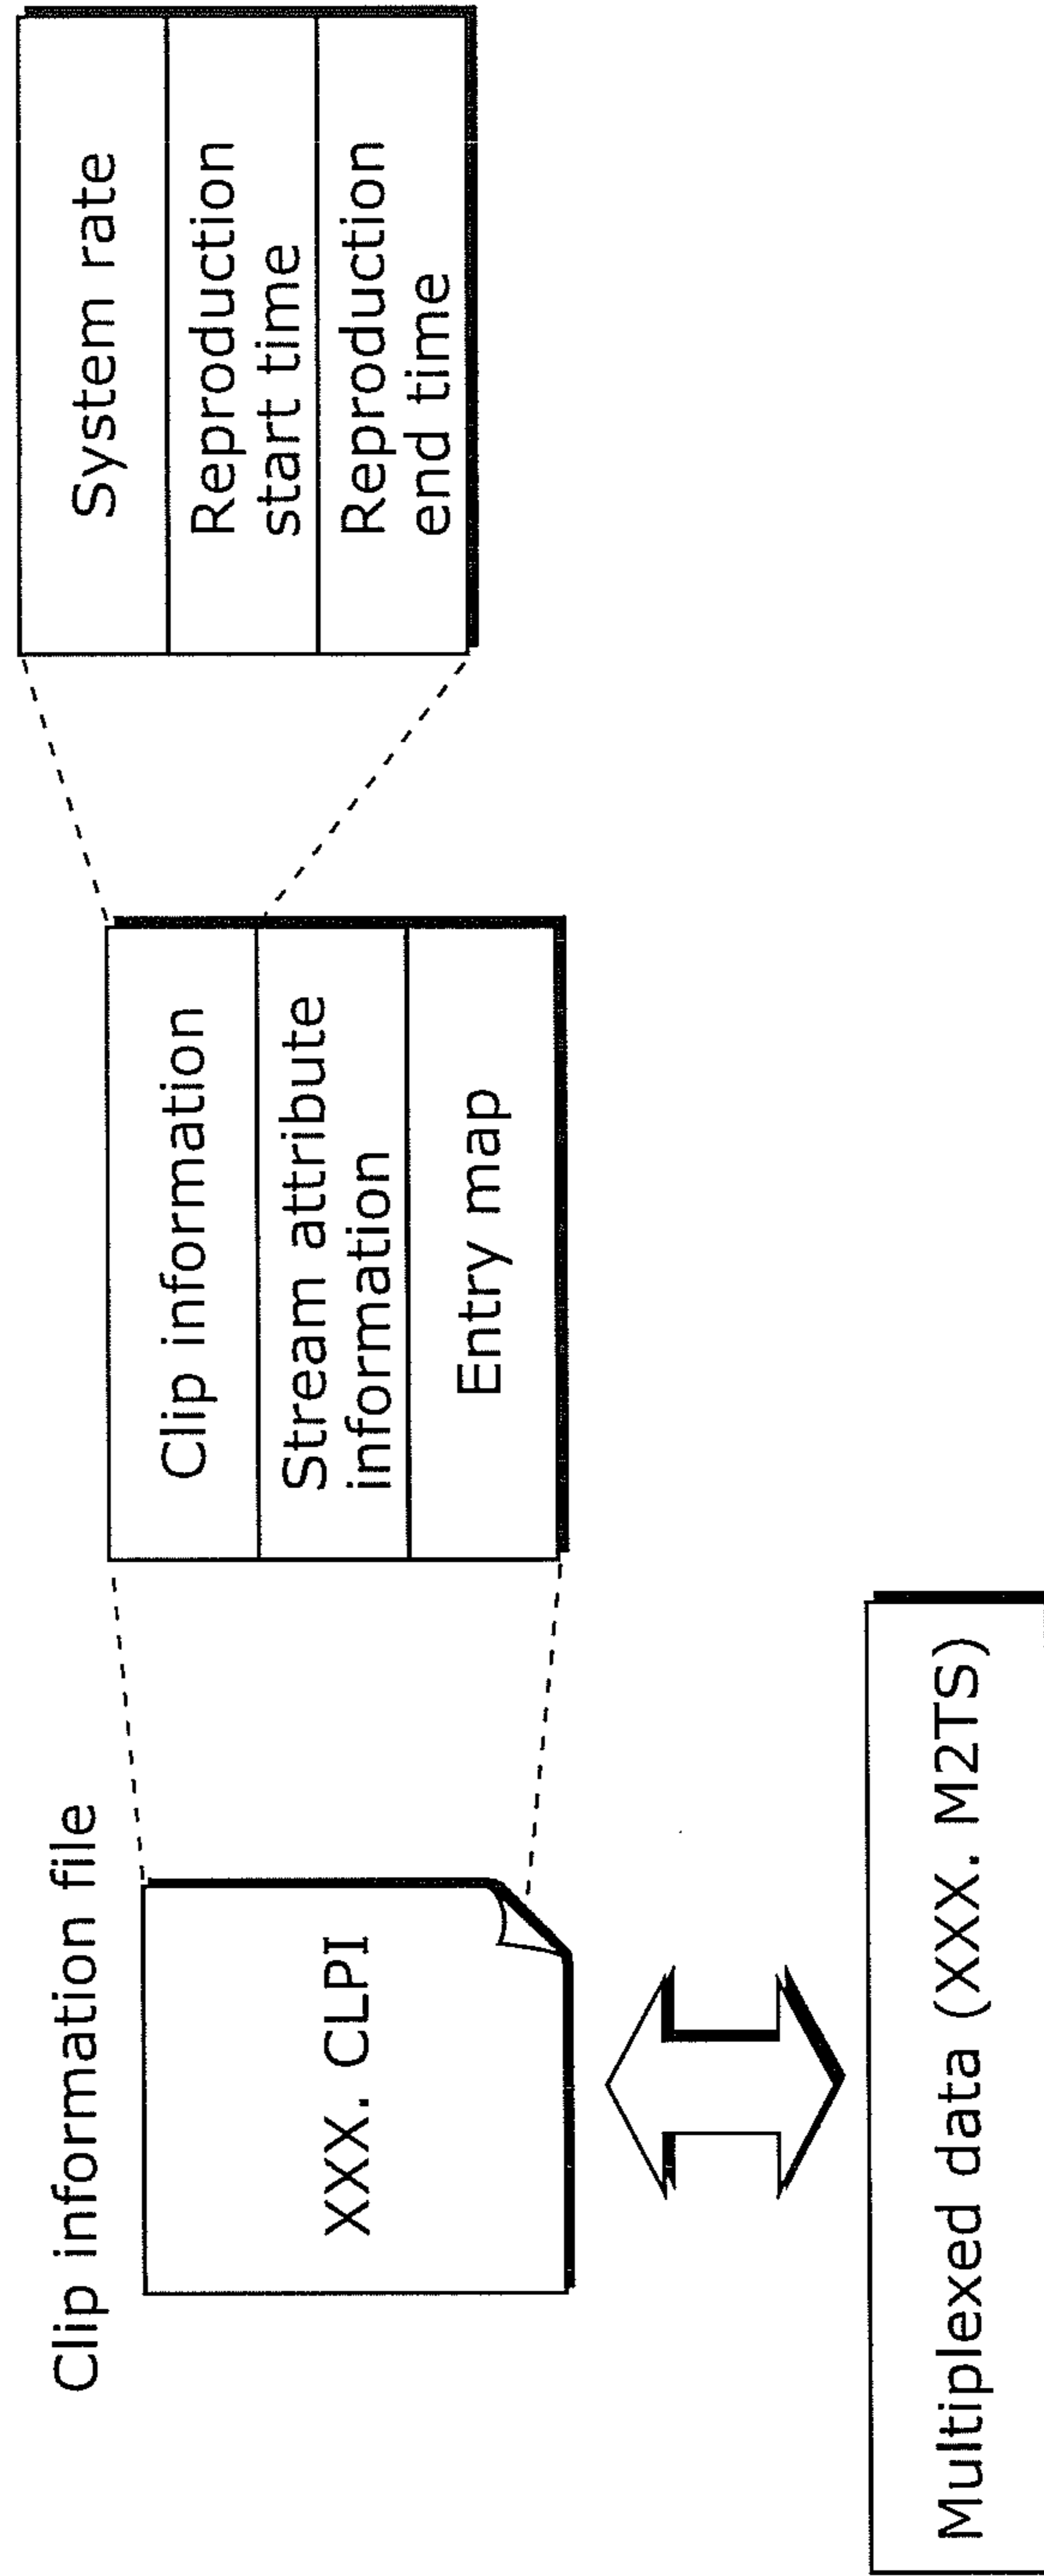 Clip information file
XXX. CLPI
Clip information
Stream attribute
information
Entry map
System rate
Reproduction
start time
Reproduction
end time
Multiplexed data (XXX. M2TS)